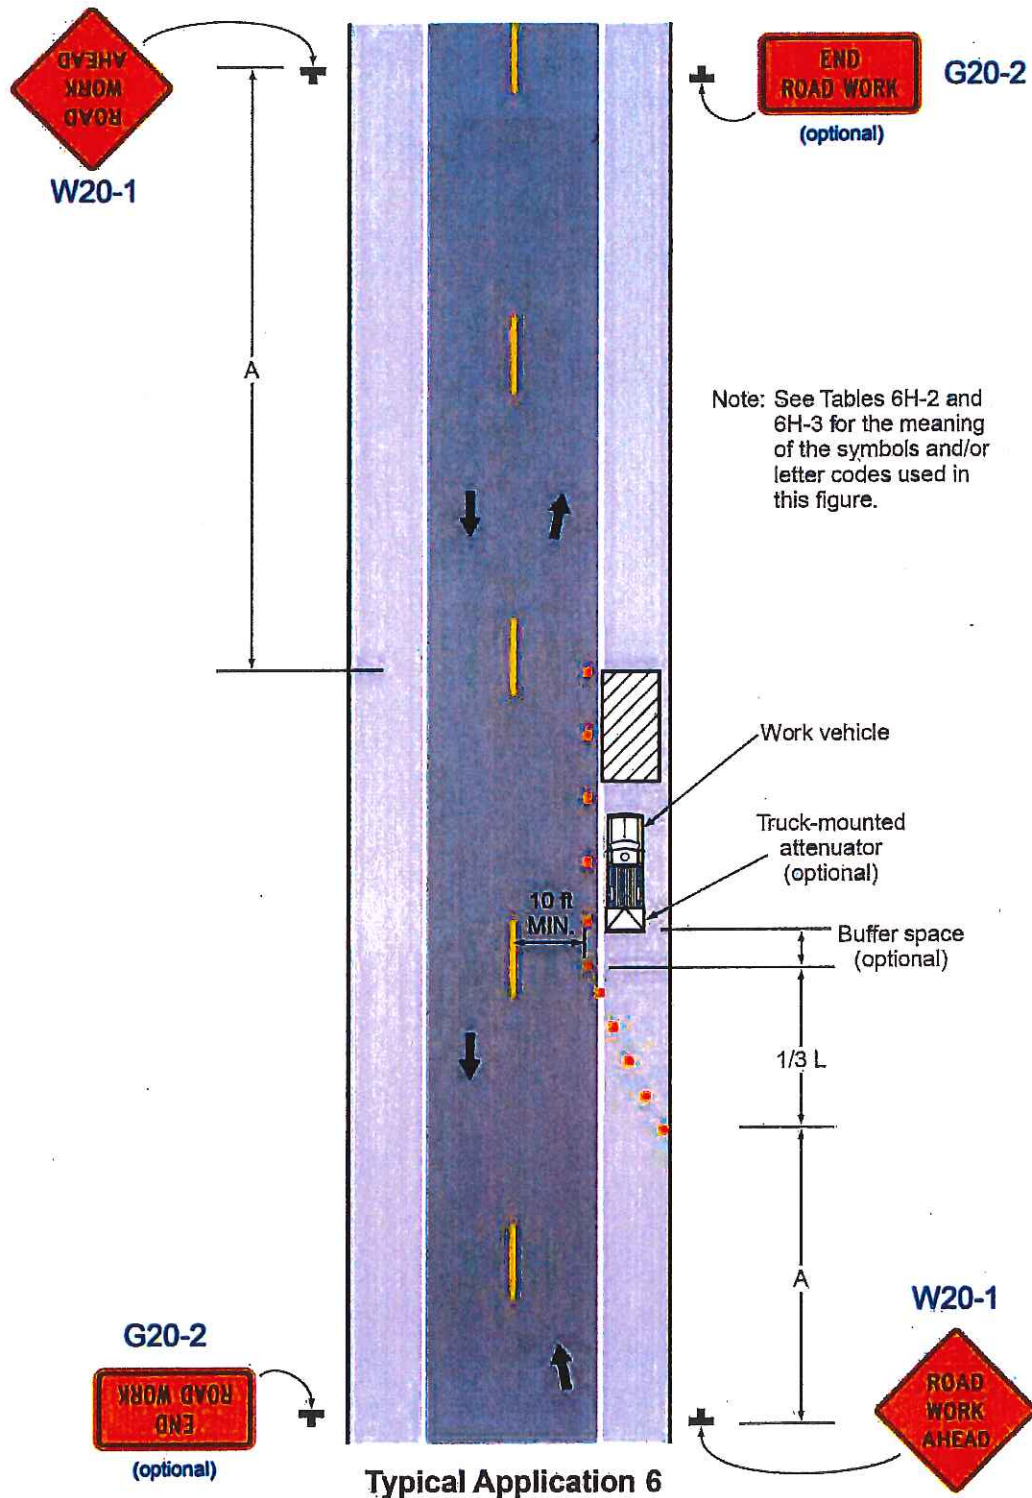 ROAD
WORK
AHEAD
W20-1
END
ROAD WORK
(optional)
G20-2
A
Note: See Tables 6H-2 and
6H-3 for the meaning
of the symbols and/or
letter codes used in
this figure.
Work vehicle
Truck-mounted
attenuator
(optional)
10 ft
MIN.
Buffer space
(optional)
1/3 L
A
G20-2
END
ROAD WORK
(optional)
W20-1
ROAD
WORK
AHEAD
Typical Application 6